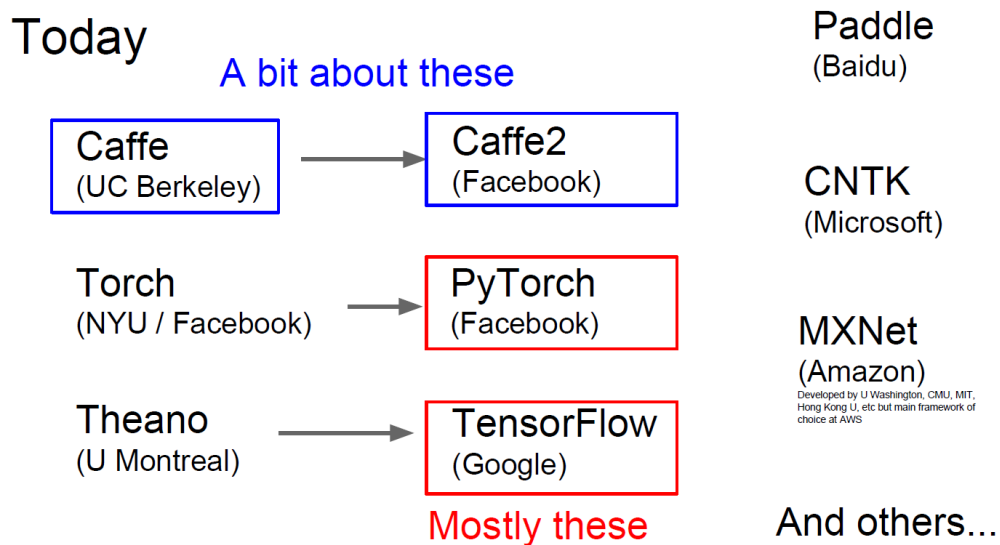 Today
A bit about these
Caffe
(UC Berkeley)
Caffe2
(Facebook)
Torch
(NYU / Facebook)
PyTorch
(Facebook)
Theano
(U Montreal)
TensorFlow
(Google)
Mostly these
Paddle
(Baidu)
CNTK
(Microsoft)
MXNet
(Amazon)
Developed by U Washington, CMU, MIT,
Hong Kong U, etc but main framework of
choice at AWS
And others...